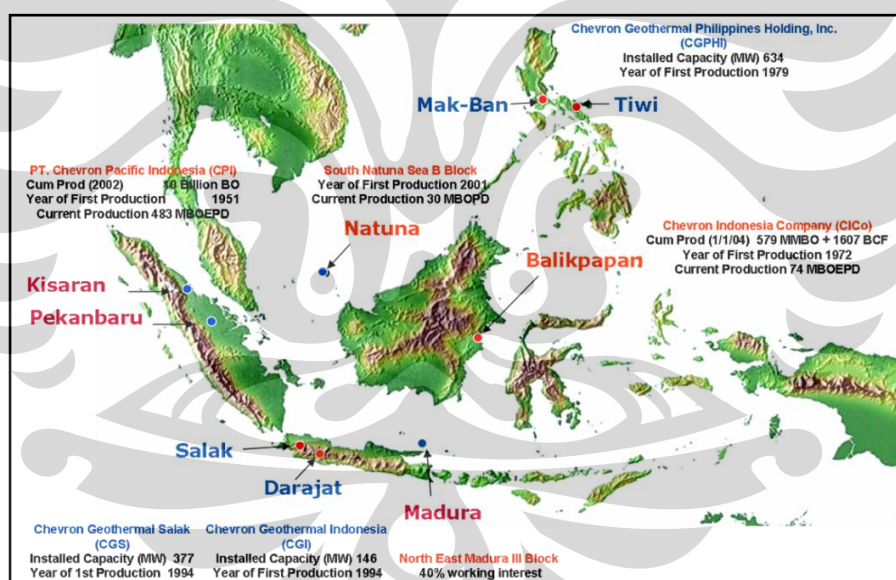 Chevron Geothermal Philippines Holding, Inc.
(CGPHI)
Installed Capacity (MW) 634
Year of First Production 1979
Mak-Ban
Tiwi
PT. Chevron Pacific Indonesia (CPI)
Cum Prod (2002) 10 Billion BO
Year of First Production 1951
Current Production 483 MBOEPD
South Natuna Sea B Block
Year of First Production 2001
Current Production 30 MBOPD
Natuna
Chevron Indonesia Company (CICo)
Cum Prod (1/1/04) 579 MMBO + 1607 BCF
Year of First Production 1972
Current Production 74 MBOEPD
Balikpapan
Kisaran
Pekanbaru
Salak
Darajat
Madura
Chevron Geothermal Salak
(CGS)
Installed Capacity (MW) 377
Year of 1st Production 1994
Chevron Geothermal Indonesia
(CGI)
Installed Capacity (MW) 146
Year of First Production 1994
North East Madura III Block
40% working interest